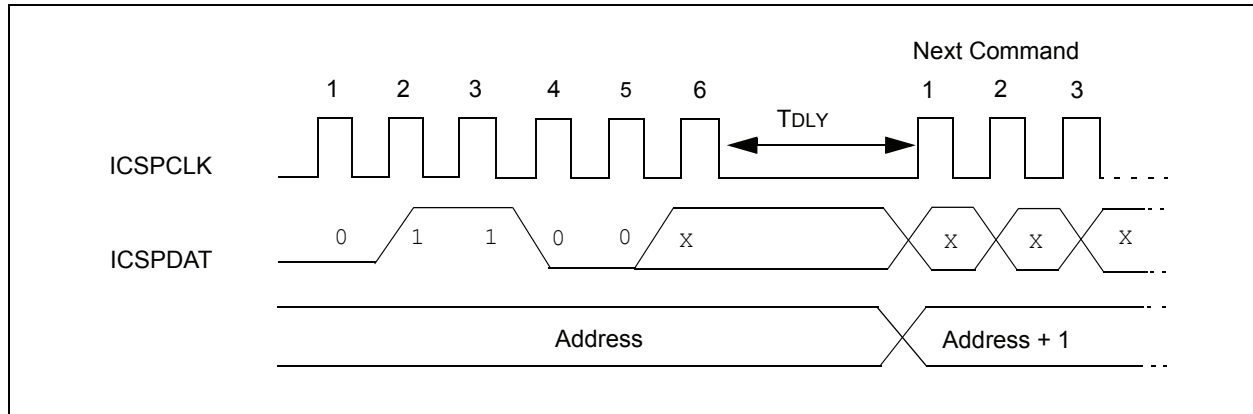 Next Command
1 2 3 4 5 6 1 2 3
TDLY
ICSPCLK
0 1 1 0 0 X X X X
ICSPDAT
Address Address + 1